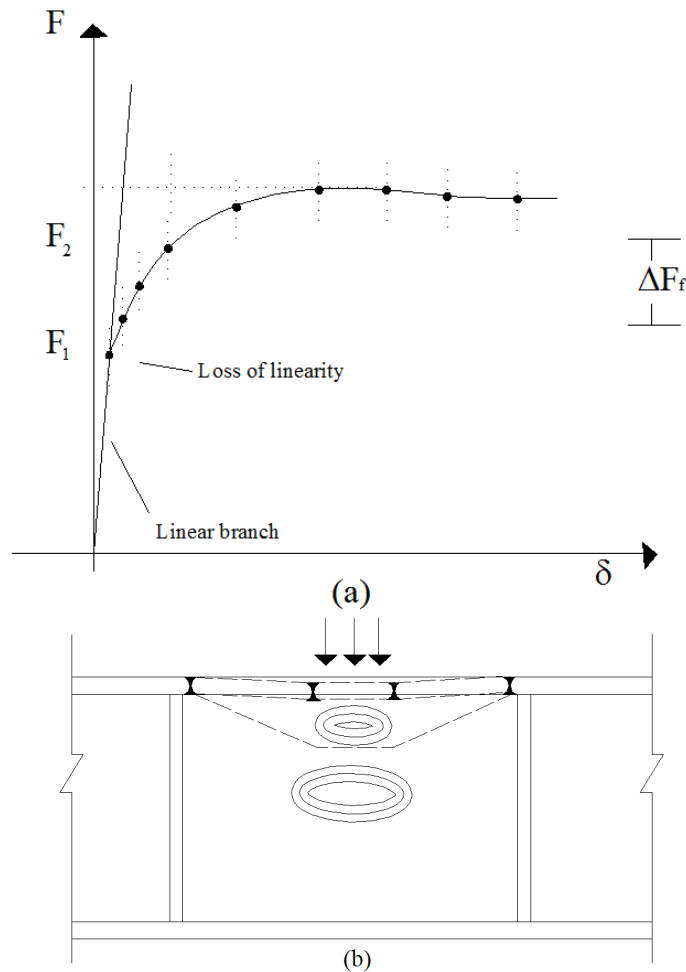 F
F₂
ΔFf
F₁
Loss of linearity
Linear branch
δ
(a)
(b)